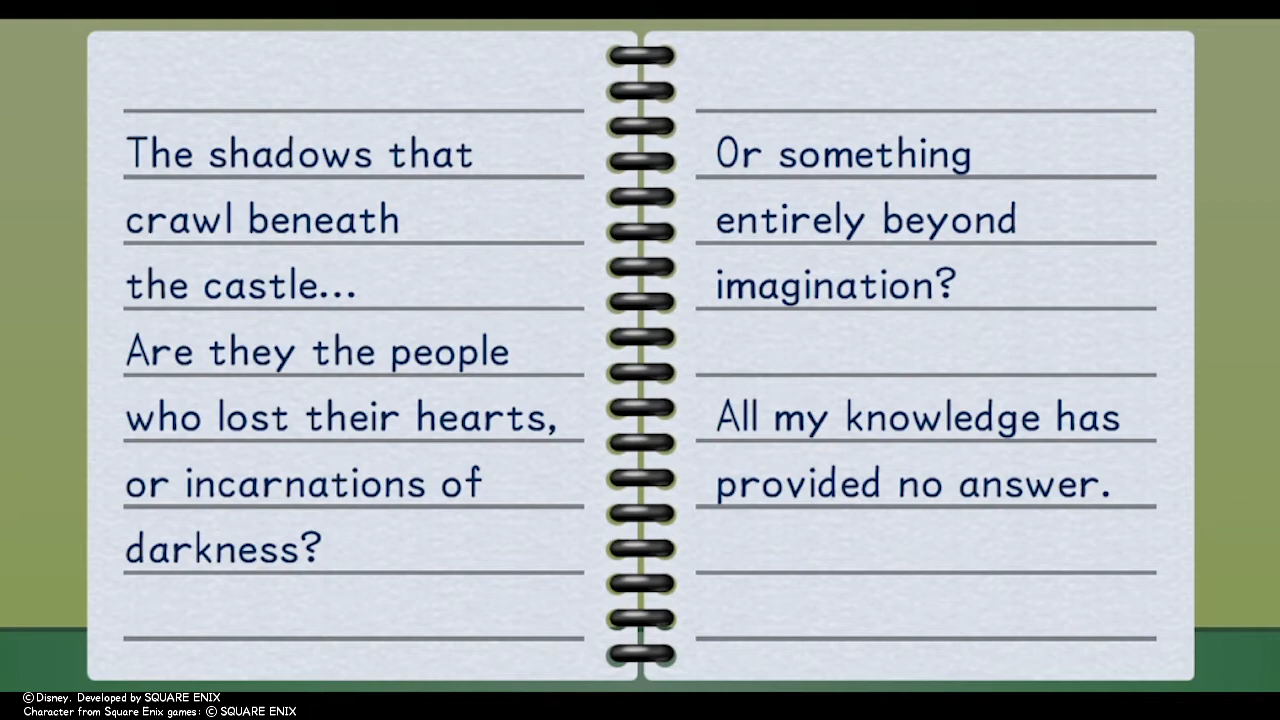 The shadows that
crawl beneath
the castle...
Are they the people
who lost their hearts,
or incarnations of
darkness?
Or something
entirely beyond
imagination?
All my knowledge has
provided no answer.
©Disney. Developed by SQUARE ENIX
Character from Square Enix games: © SQUARE ENIX